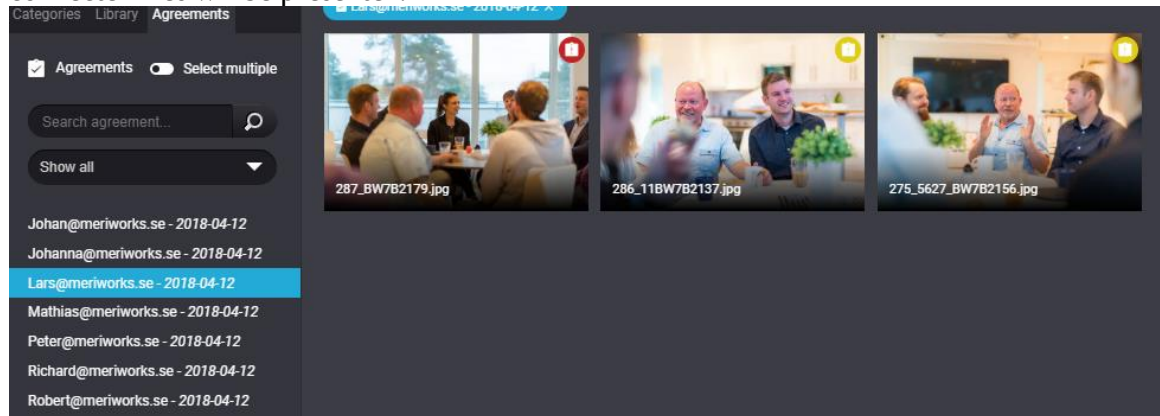 Categories Library Agreements
Lars@meriworks.se - 2018-04-12 ×
Agreements Select multiple
Search agreement...
Show all
287_BW7B2179.jpg
286_11BW7B2137.jpg
275_5627_BW7B2156.jpg
Johan@meriworks.se - 2018-04-12
Johanna@meriworks.se - 2018-04-12
Lars@meriworks.se - 2018-04-12
Mathias@meriworks.se - 2018-04-12
Peter@meriworks.se - 2018-04-12
Richard@meriworks.se - 2018-04-12
Robert@meriworks.se - 2018-04-12